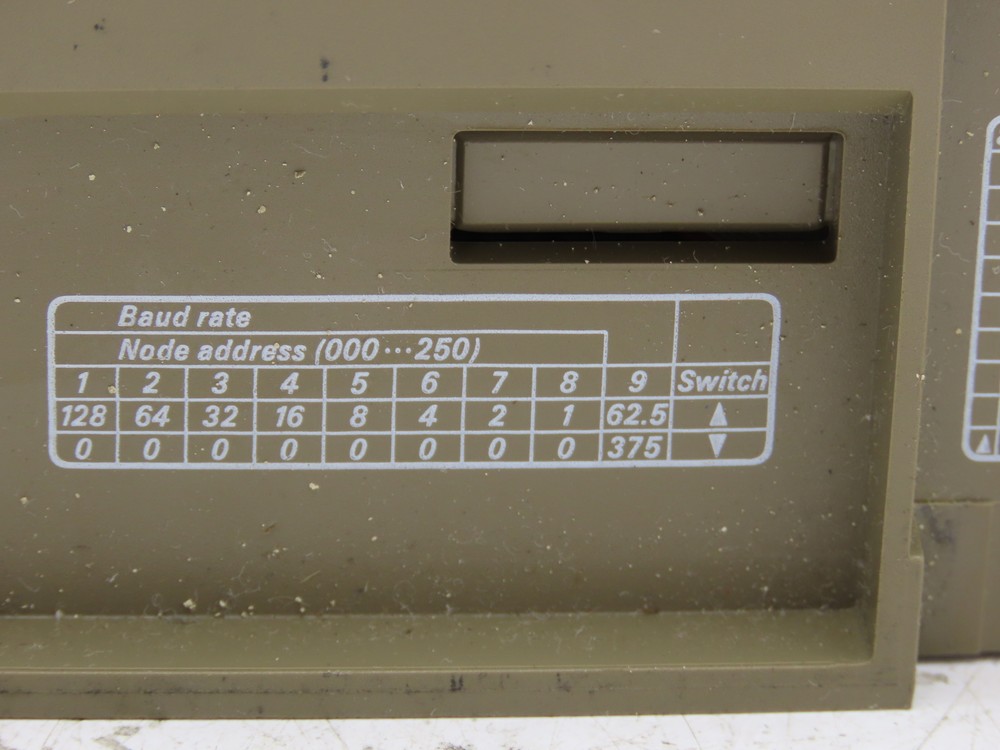 Baud rate
Node address (000···250)
1 2 3 4 5 6 7 8 9 Switch
128 64 32 16 8 4 2 1 62.5 ▲
0 0 0 0 0 0 0 0 375 ▼
▲